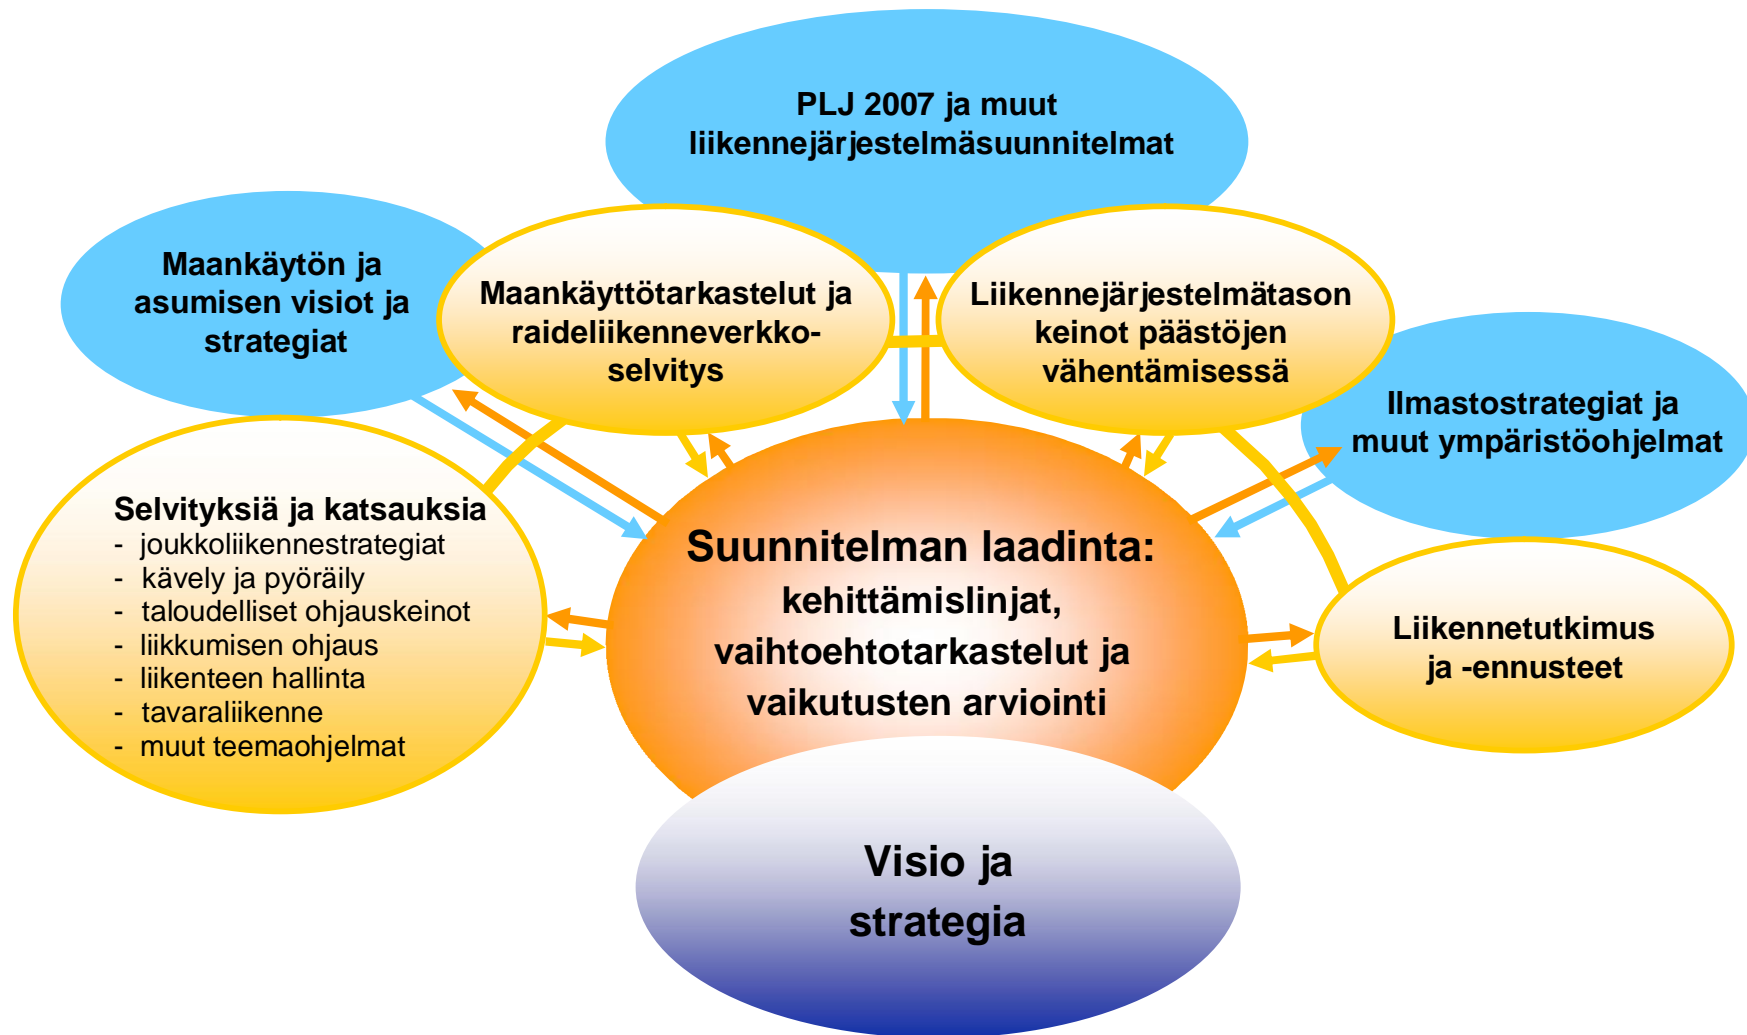 PLJ 2007 ja muut
liikennejärjestelmäsuunnitelmat
Maankäytön ja
asumisen visiot ja
strategiat
Maankäyttötarkastelut ja
raideliikenneverkko-
selvitys
Liikennejärjestelmätason
keinot päästöjen
vähentämisessä
Ilmastostrategiat ja
muut ympäristöohjelmat
Selvityksiä ja katsauksia
- joukkoliikennestrategiat
- kävely ja pyöräily
- taloudelliset ohjauskeinot
- liikkumisen ohjaus
- liikenteen hallinta
- tavaraliikenne
- muut teemaohjelmat
Suunnitelman laadinta:
kehittämislinjat,
vaihtoehtotarkastelut ja
vaikutusten arviointi
Liikennetutkimus
ja -ennusteet
Visio ja
strategia